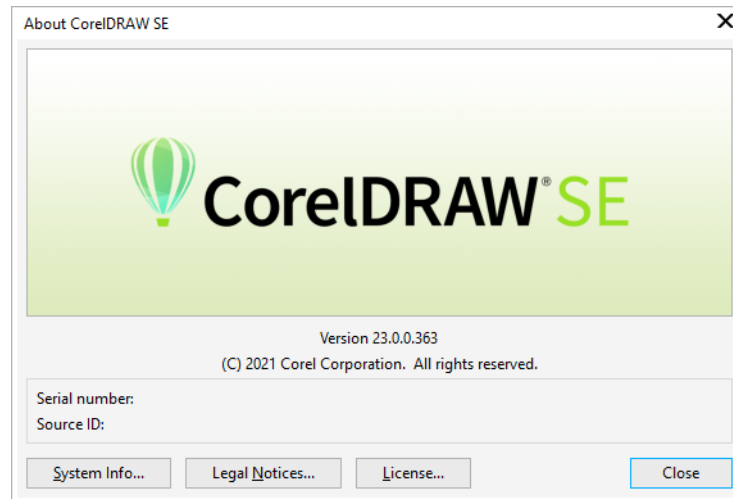 About CorelDRAW SE
CorelDRAW® SE
Version 23.0.0.363
(C) 2021 Corel Corporation. All rights reserved.
Serial number:
Source ID:
System Info...
Legal Notices...
License...
Close